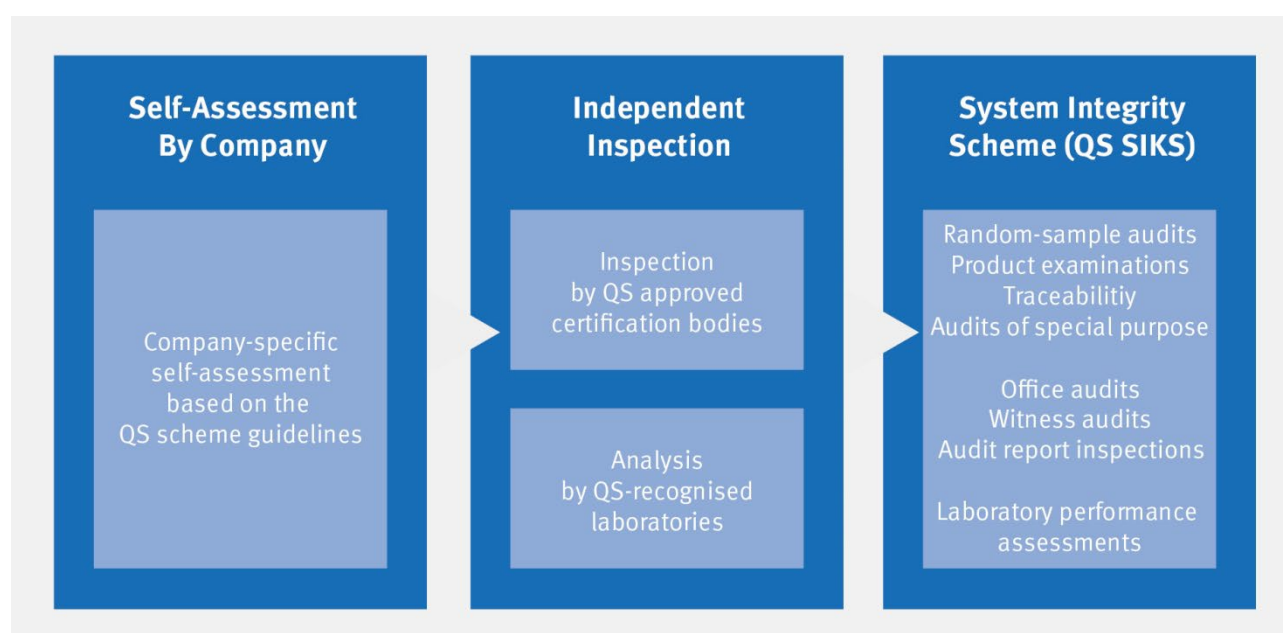 Self-Assessment
By Company
Company-specific
self-assessment
based on the
QS scheme guidelines
Independent
Inspection
Inspection
by QS approved
certification bodies
Analysis
by QS-recognised
laboratories
System Integrity
Scheme (QS SIKS)
Random-sample audits
Product examinations
Traceabilitiy
Audits of special purpose
Office audits
Witness audits
Audit report inspections
Laboratory performance
assessments